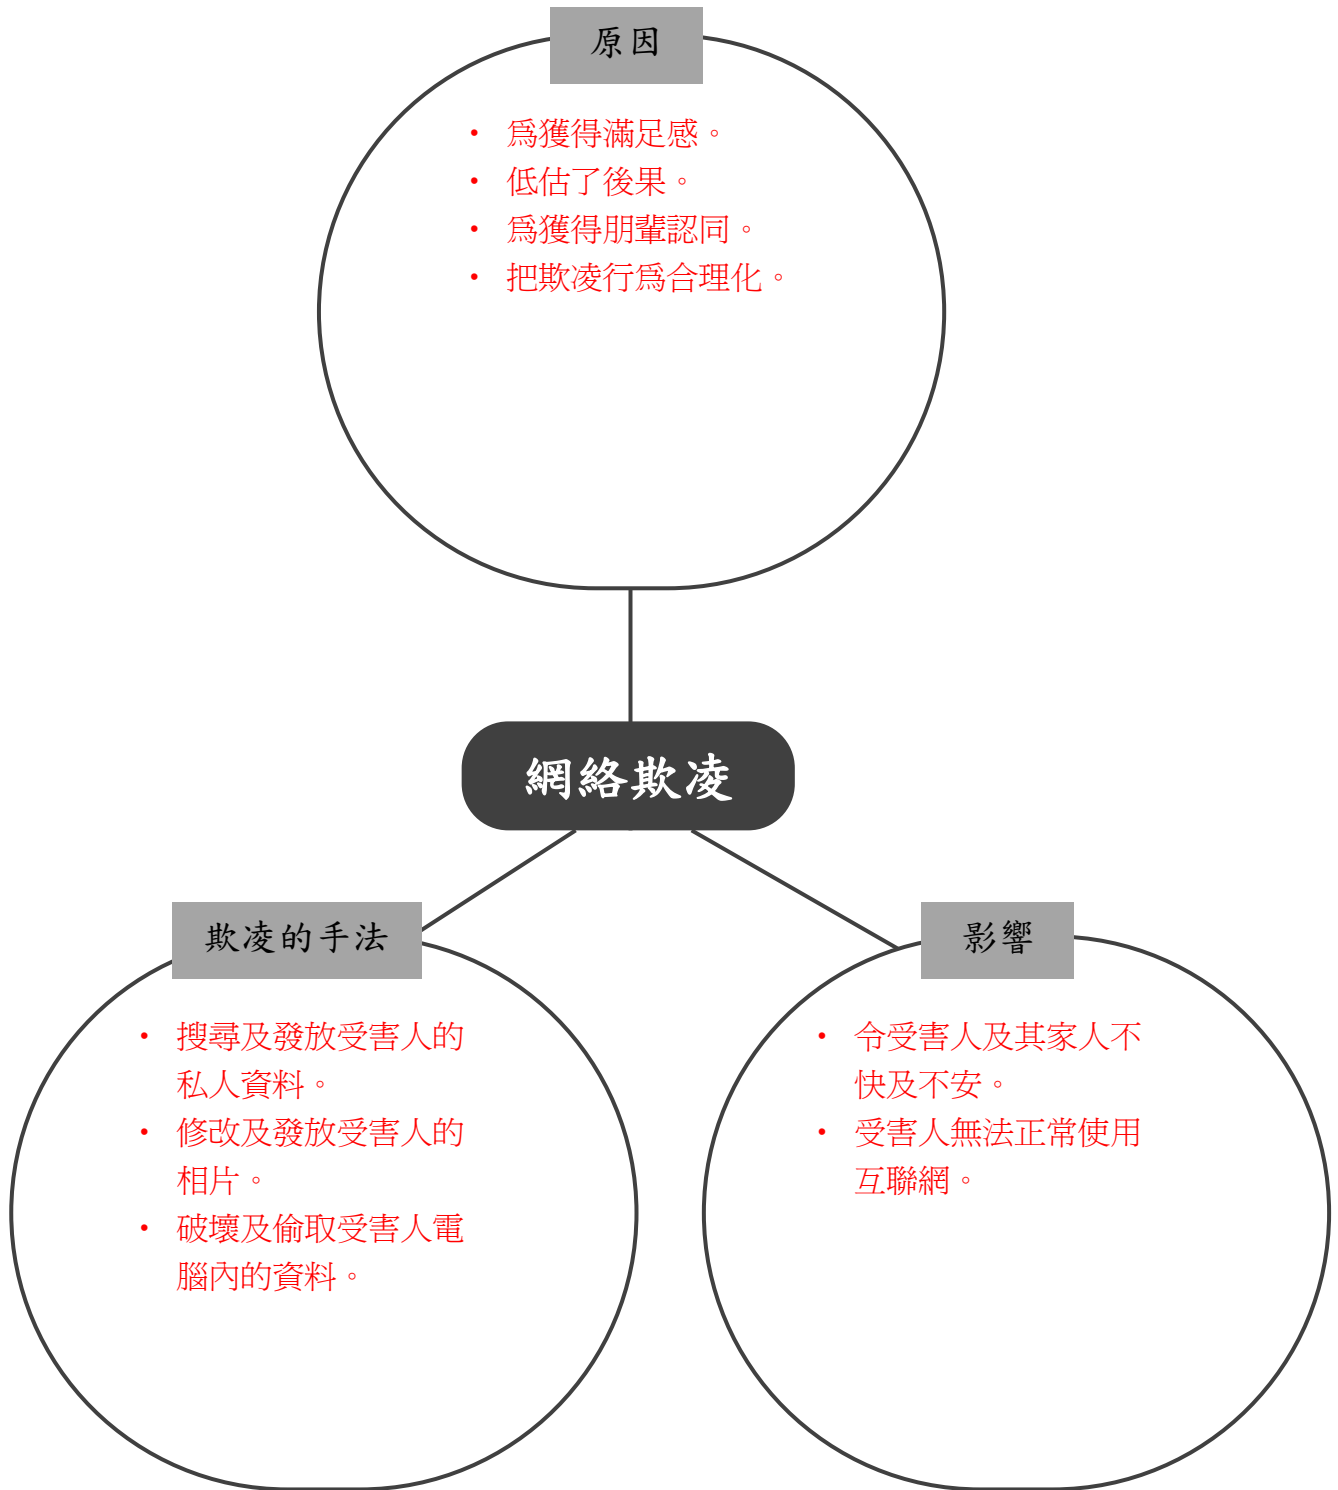 原因
• 爲獲得滿足感。
• 低估了後果。
• 爲獲得朋輩認同。
• 把欺凌行爲合理化。
網絡欺凌
欺凌的手法
• 搜尋及發放受害人的
私人資料。
• 修改及發放受害人的
相片。
• 破壞及偷取受害人電
腦內的資料。
影響
• 令受害人及其家人不
快及不安。
• 受害人無法正常使用
互聯網。